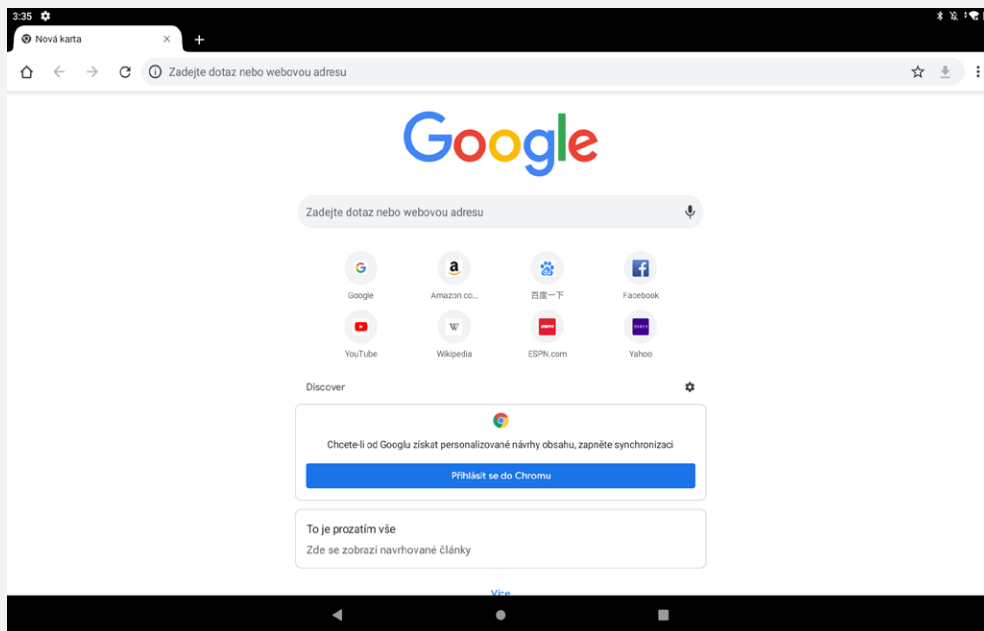 3:35
Nová karta
Zadejte dotaz nebo webovou adresu
Google
Zadejte dotaz nebo webovou adresu
Google
Amazon.co...
百度一下
Facebook
YouTube
Wikipedia
ESPN.com
Yahoo
Discover
Chcete-li od Googlu získat personalizované návrhy obsahu, zapněte synchronizaci
Přihlásit se do Chromu
To je prozatím vše
Zde se zobrazí navrhované články
Více